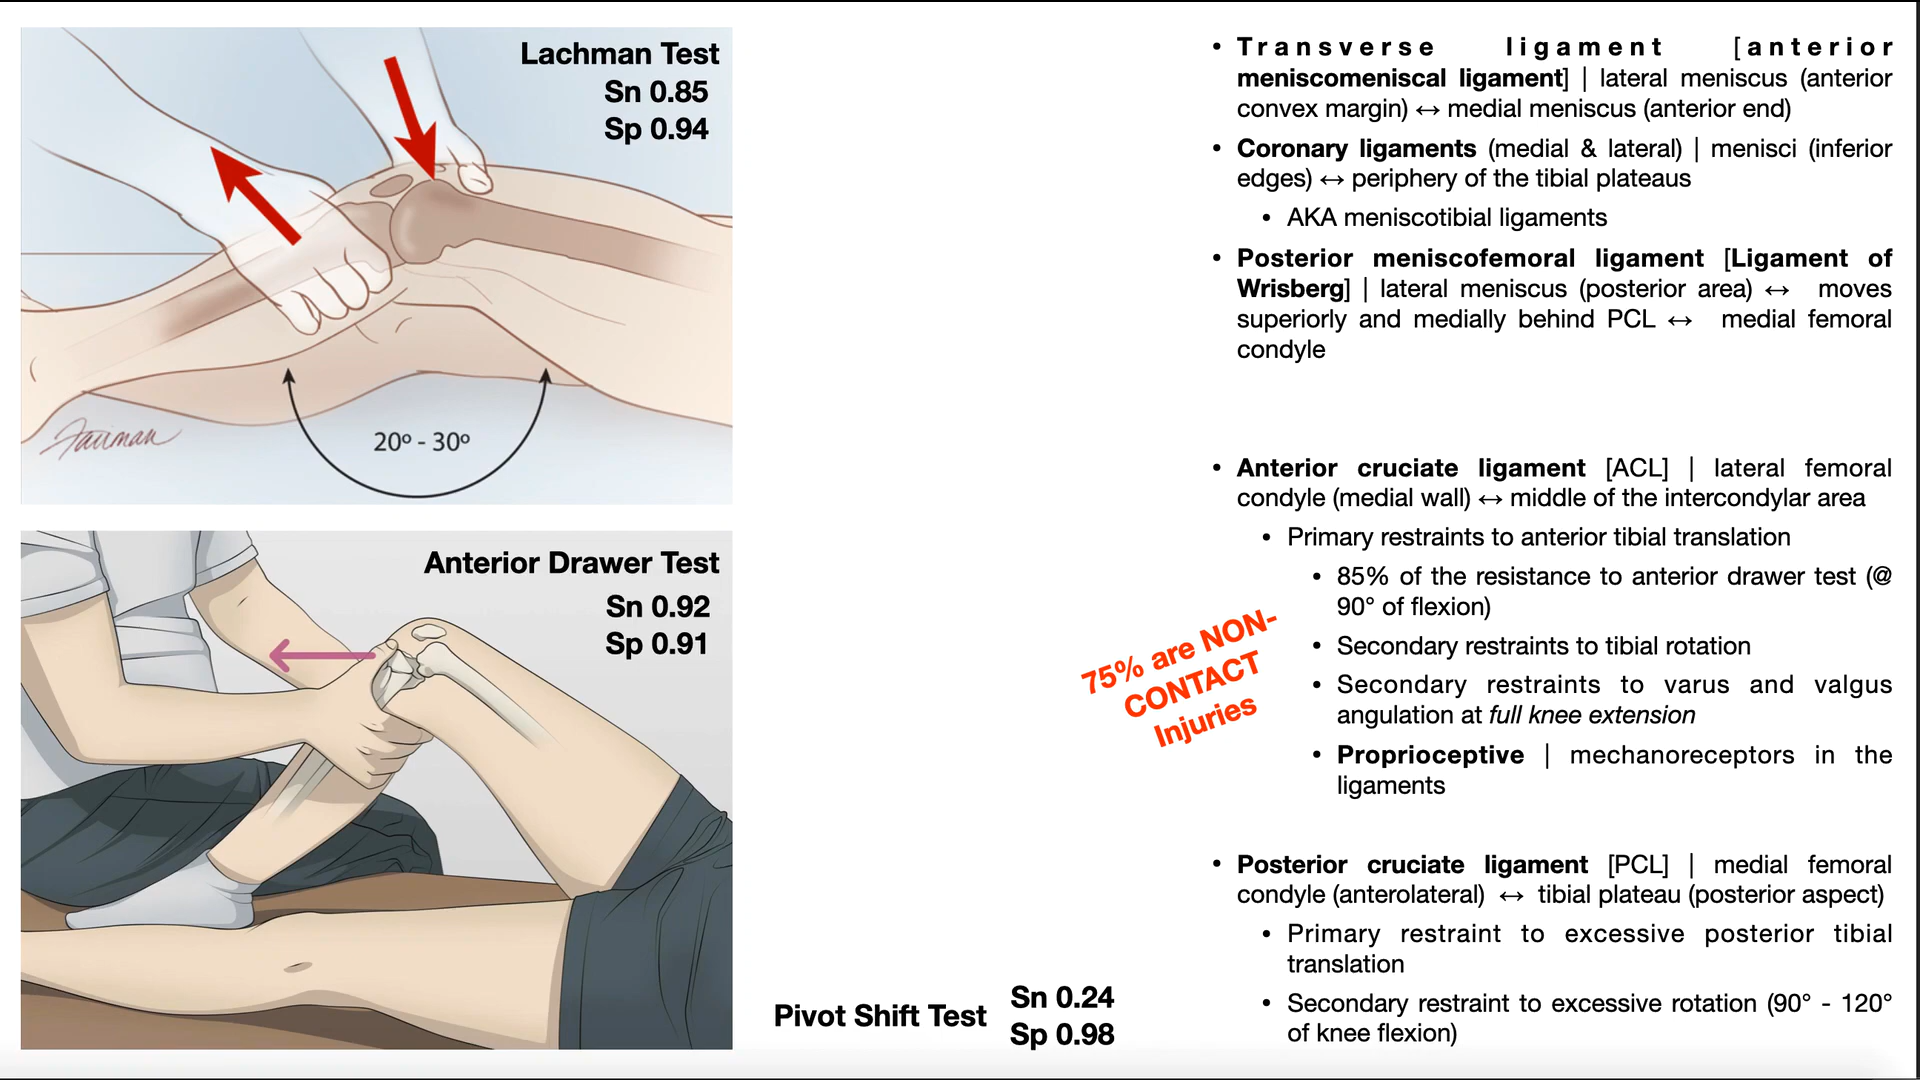 Lachman Test
Sn 0.85
Sp 0.94
20º - 30º
Anterior Drawer Test
Sn 0.92
Sp 0.91
Pivot Shift Test
Sn 0.24
Sp 0.98
75% are NON-
CONTACT
Injuries
• Transverse ligament [anterior
meniscomeniscal ligament] | lateral meniscus (anterior
convex margin) ↔ medial meniscus (anterior end)
• Coronary ligaments (medial & lateral) | menisci (inferior
edges) ↔ periphery of the tibial plateaus
• AKA meniscotibial ligaments
• Posterior meniscofemoral ligament [Ligament of
Wrisberg] | lateral meniscus (posterior area) ↔ moves
superiorly and medially behind PCL ↔ medial femoral
condyle
• Anterior cruciate ligament [ACL] | lateral femoral
condyle (medial wall) ↔ middle of the intercondylar area
• Primary restraints to anterior tibial translation
• 85% of the resistance to anterior drawer test (@
90° of flexion)
• Secondary restraints to tibial rotation
• Secondary restraints to varus and valgus
angulation at full knee extension
• Proprioceptive | mechanoreceptors in the
ligaments
• Posterior cruciate ligament [PCL] | medial femoral
condyle (anterolateral) ↔ tibial plateau (posterior aspect)
• Primary restraint to excessive posterior tibial
translation
• Secondary restraint to excessive rotation (90° - 120°
of knee flexion)